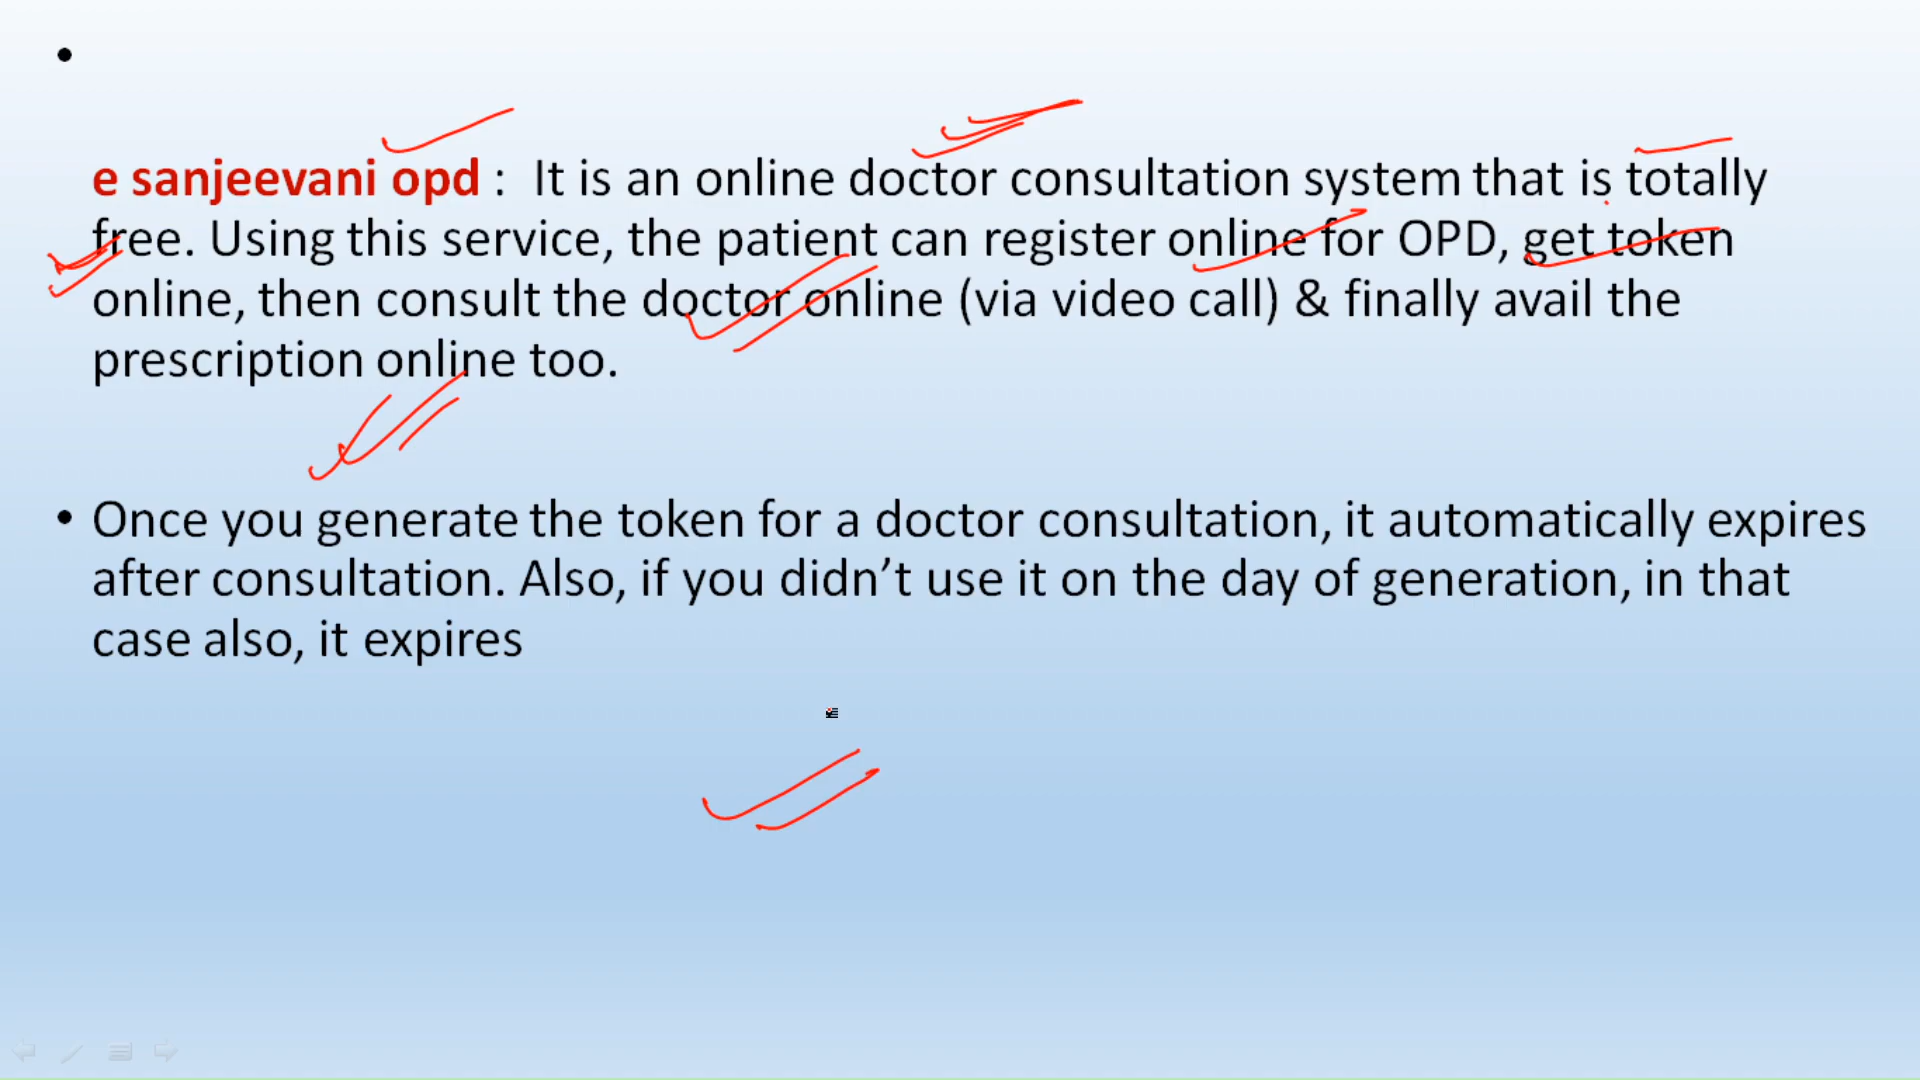 e sanjeevani opd : It is an online doctor consultation system that is totally
free. Using this service, the patient can register online for OPD, get token
online, then consult the doctor online (via video call) & finally avail the
prescription online too.
• Once you generate the token for a doctor consultation, it automatically expires
after consultation. Also, if you didn’t use it on the day of generation, in that
case also, it expires